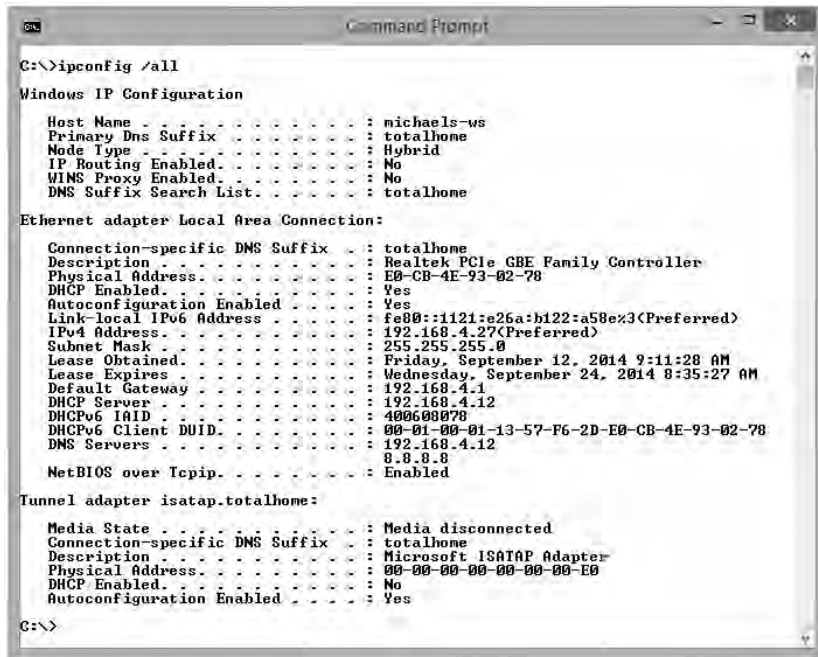 Command Prompt
C:\>ipconfig /all
Windows IP Configuration
Host Name . . . . . . . . . . . . : michaels-ws
Primary Dns Suffix . . . . . . . : totalhome
Node Type . . . . . . . . . . . . : Hybrid
IP Routing Enabled. . . . . . . . : No
WINS Proxy Enabled. . . . . . . . : No
DNS Suffix Search List. . . . . . : totalhome
Ethernet adapter Local Area Connection:
Connection-specific DNS Suffix . : totalhome
Description . . . . . . . . . . . : Realtek PCIe GBE Family Controller
Physical Address. . . . . . . . . : E0-CB-4E-93-02-78
DHCP Enabled. . . . . . . . . . . : Yes
Autoconfiguration Enabled . . . . : Yes
Link-local IPv6 Address . . . . . : fe80::1121:e26a:b122:a58e%3(Preferred)
IPv4 Address. . . . . . . . . . . : 192.168.4.27(Preferred)
Subnet Mask . . . . . . . . . . . : 255.255.255.0
Lease Obtained. . . . . . . . . . : Friday, September 12, 2014 9:11:28 AM
Lease Expires . . . . . . . . . . : Wednesday, September 24, 2014 8:35:27 AM
Default Gateway . . . . . . . . . : 192.168.4.1
DHCP Server . . . . . . . . . . . : 192.168.4.12
DHCPv6 IAID . . . . . . . . . . . : 400608078
DHCPv6 Client DUID. . . . . . . . : 00-01-00-01-13-57-F6-2D-E0-CB-4E-93-02-78
DNS Servers . . . . . . . . . . . : 192.168.4.12
8.8.8.8
NetBIOS over Tcpip. . . . . . . . : Enabled
Tunnel adapter isatap.totalhome:
Media State . . . . . . . . . . . : Media disconnected
Connection-specific DNS Suffix . : totalhome
Description . . . . . . . . . . . : Microsoft ISATAP Adapter
Physical Address. . . . . . . . . : 00-00-00-00-00-00-00-E0
DHCP Enabled. . . . . . . . . . . : No
Autoconfiguration Enabled . . . . : Yes
C:\>